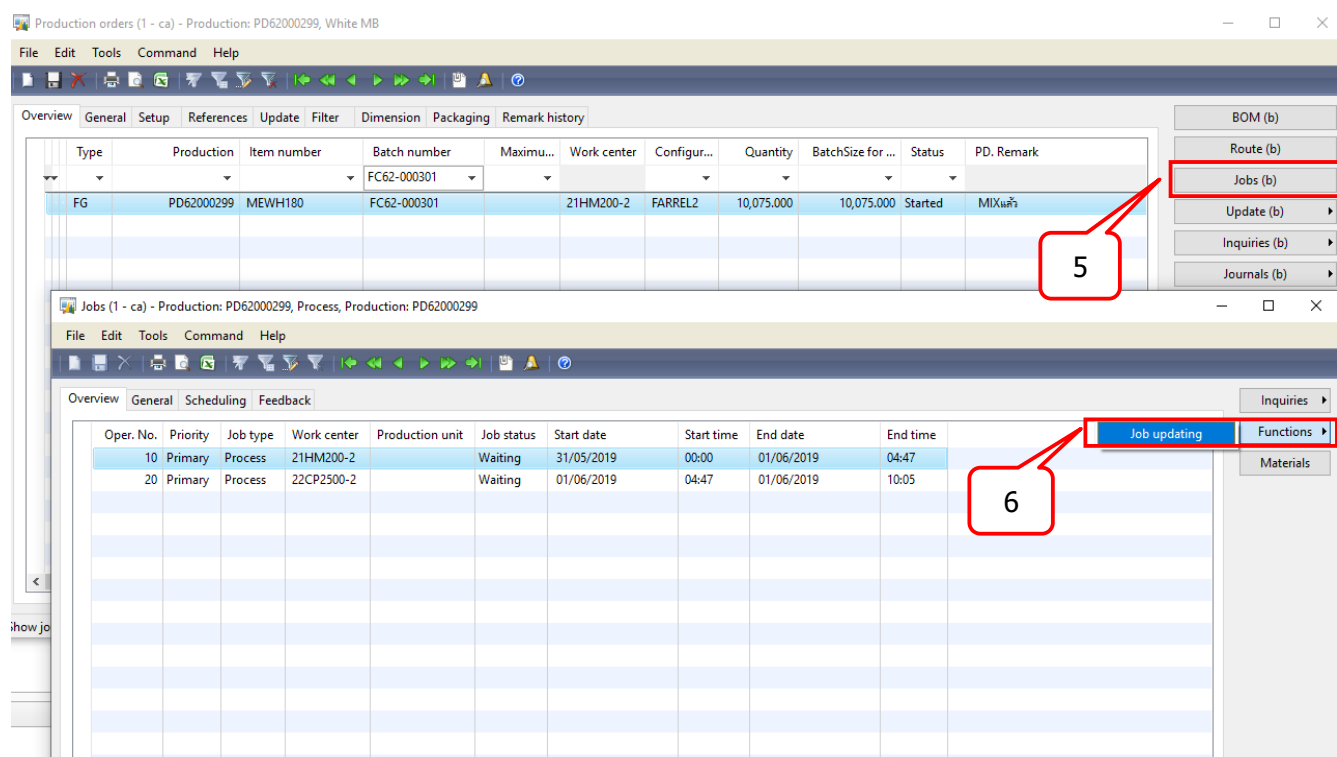 Production orders (1 - ca) - Production: PD62000299, White MB
File Edit Tools Command Help
Overview General Setup References Update Filter Dimension Packaging Remark history
BOM (b)
Type Production Item number Batch number Maximu... Work center Configur... Quantity BatchSize for ... Status PD. Remark
Route (b)
FC62-000301
Jobs (b)
FG PD62000299 MEWH180 FC62-000301 21HM200-2 FARREL2 10,075.000 10,075.000 Started MIXแล้ว
Update (b)
Inquiries (b)
5
Journals (b)
Jobs (1 - ca) - Production: PD62000299, Process, Production: PD62000299
File Edit Tools Command Help
Overview General Scheduling Feedback
Inquiries
Oper. No. Priority Job type Work center Production unit Job status Start date Start time End date End time
Job updating
Functions
10 Primary Process 21HM200-2 Waiting 31/05/2019 00:00 01/06/2019 04:47
Materials
20 Primary Process 22CP2500-2 Waiting 01/06/2019 04:47 01/06/2019 10:05
6
Show jo